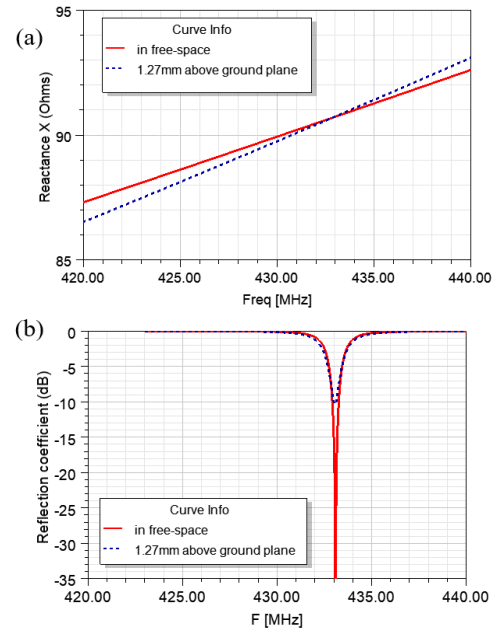 (a)
95
Curve Info
in free-space
1.27mm above ground plane
Reactance X (Ohms)
90
85
420.00 425.00 430.00 435.00 440.00
Freq [MHz]
(b)
0
-5
-10
-15
-20
-25
-30
-35
Reflection coefficient (dB)
Curve Info
in free-space
1.27mm above ground plane
420.00 425.00 430.00 435.00 440.00
F [MHz]